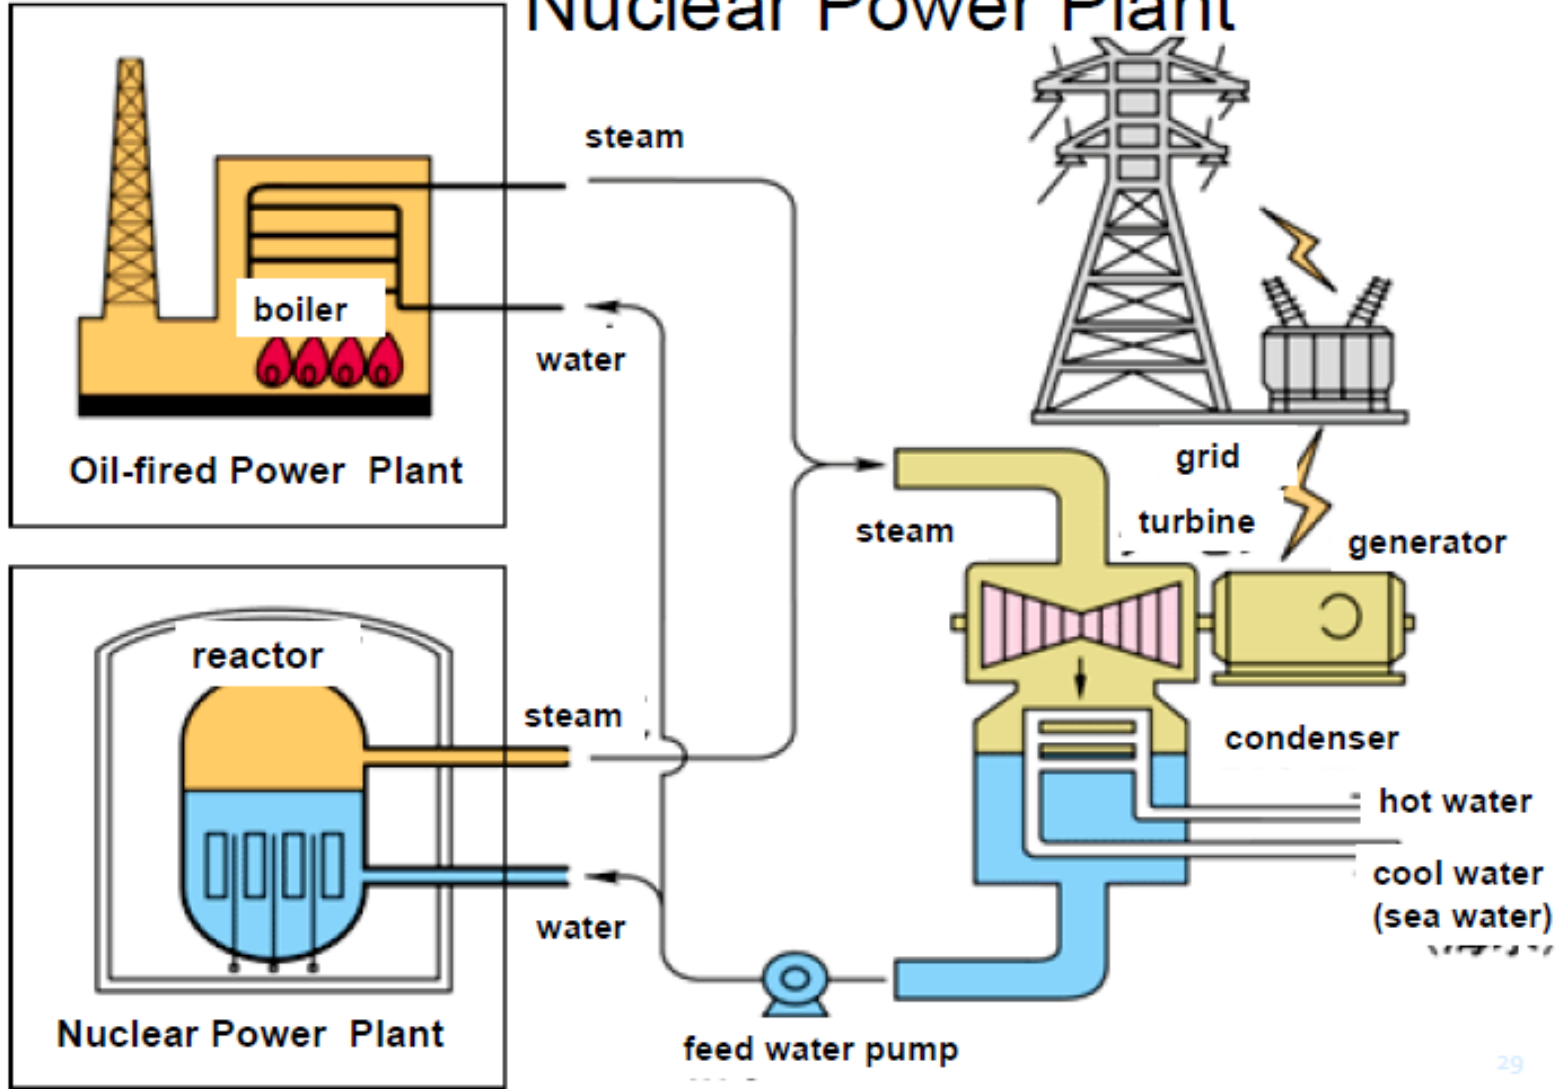 Nuclear Power Plant
steam
boiler
water
Oil-fired Power Plant
grid
steam
turbine
generator
reactor
steam
condenser
hot water
cool water
(sea water)
water
Nuclear Power Plant
feed water pump
29